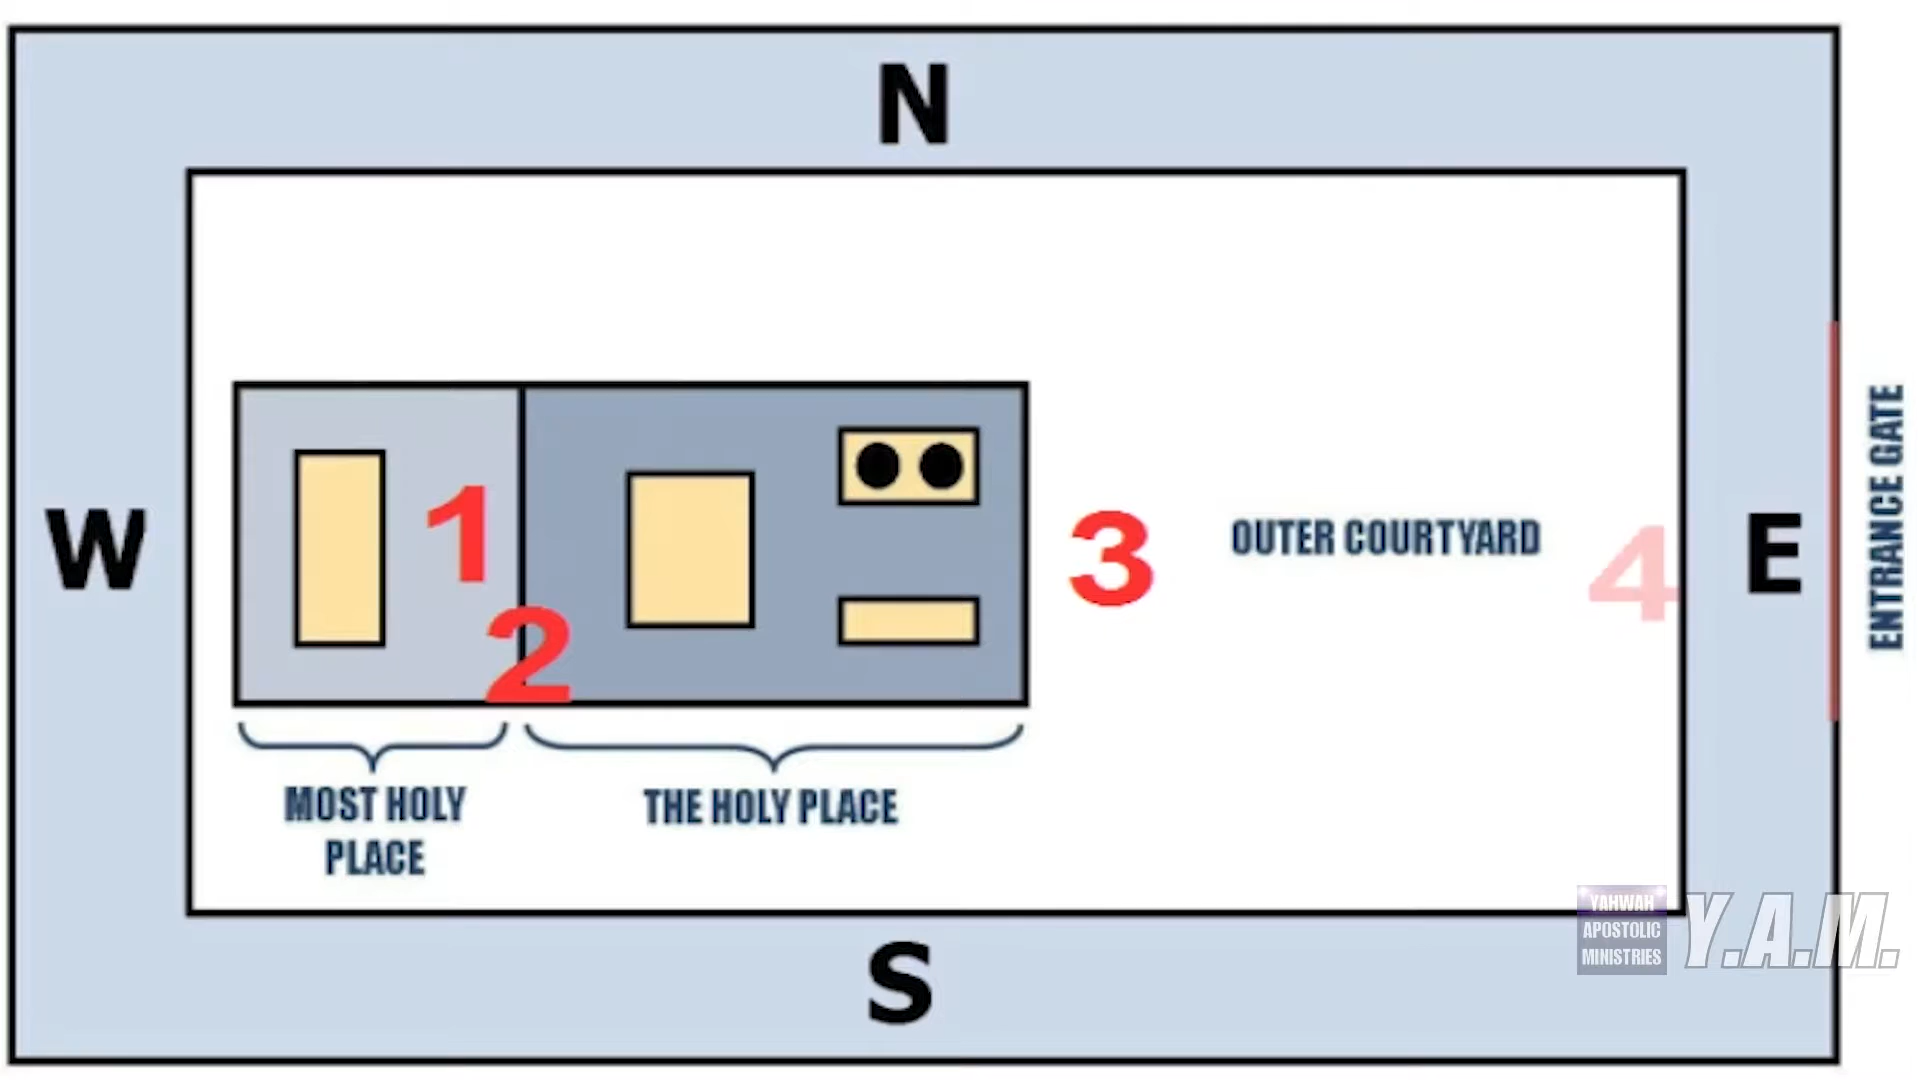 N
W
1
2
3
OUTER COURTYARD
4
E
ENTRANCE GATE
MOST HOLY
PLACE
THE HOLY PLACE
S
YAHWAH
APOSTOLIC
MINISTRIES
Y.A.M.